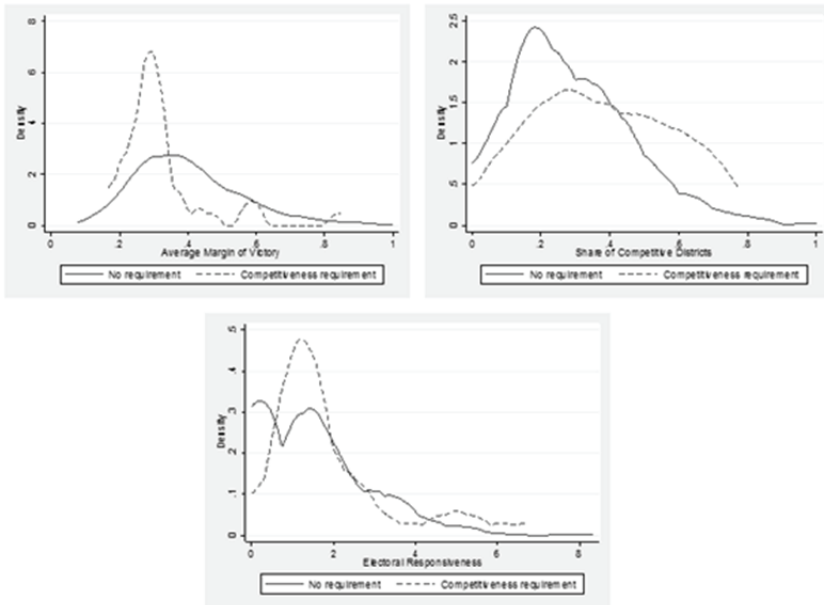 8
6
4
2
0
Density
0 .2 .4 .6 .8 1
Average Margin of Victory
No requirement Competitiveness requirement
2.5
2
1.5
1
.5
0
Density
0 .2 .4 .6 .8 1
Share of Competitive Districts
No requirement Competitiveness requirement
.5
.4
.3
.2
.1
0
Density
0 2 4 6 8
Electoral Responsiveness
No requirement Competitiveness requirement